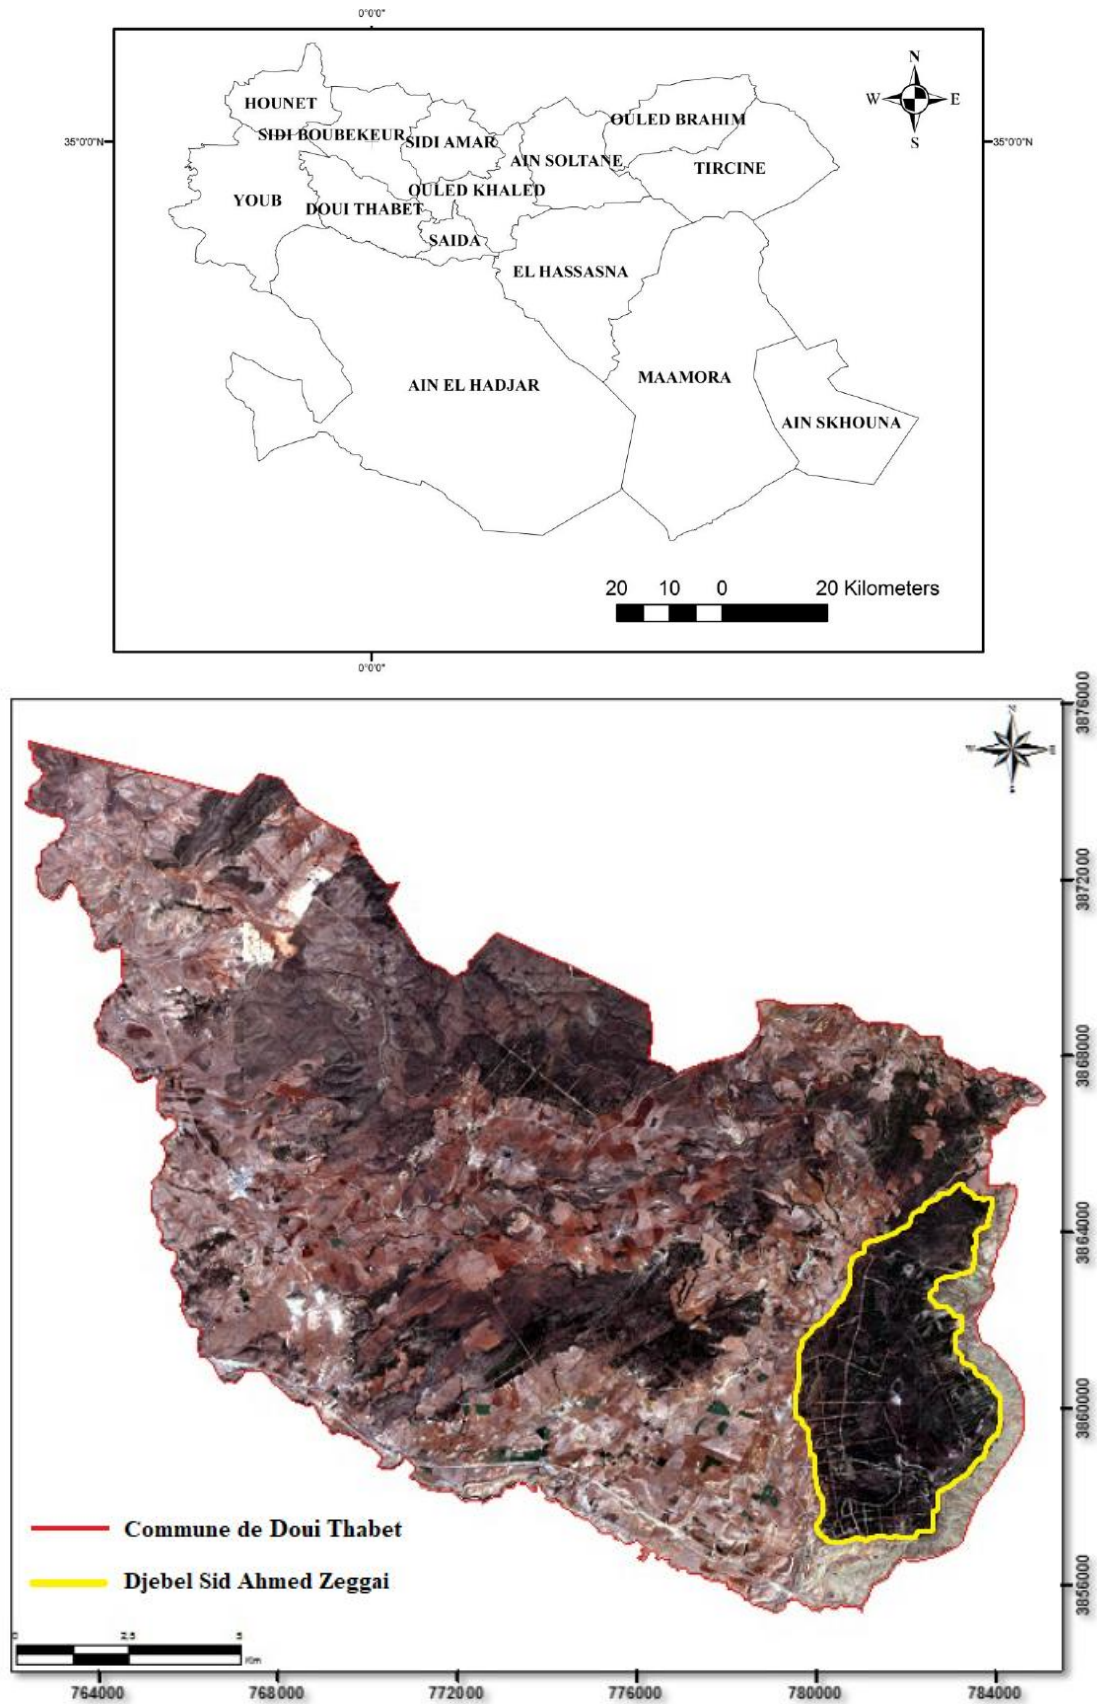 0°0'0"
N
HOUNET
W E
OULED BRAHIM
SIDI BOUBEKEUR
35°0'0"N
SIDI AMAR
S
35°0'0"N
AIN SOLTANE
TIRCINE
OULED KHALED
YOUB
DOUI THABET
SAIDA
EL HASSASNA
MAAMORA
AIN EL HADJAR
AIN SKHOUNA
20 10 0 20 Kilometers
0°0'0"
3876000
3872000
3868000
3864000
3860000
3856000
Commune de Doui Thabet
Djebel Sid Ahmed Zeggai
0 2.5 5
Km
764000 768000 772000 776000 780000 784000